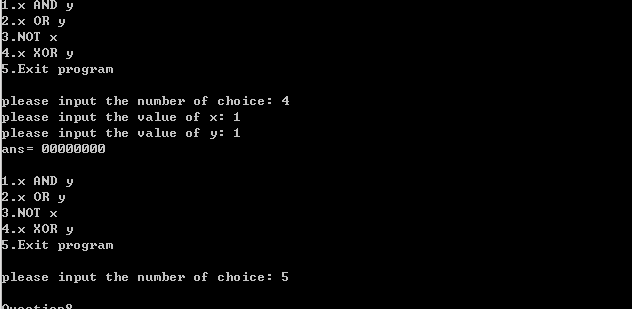 1.x AND y
2.x OR y
3.NOT x
4.x XOR y
5.Exit program
please input the number of choice: 4
please input the value of x: 1
please input the value of y: 1
ans= 00000000
1.x AND y
2.x OR y
3.NOT x
4.x XOR y
5.Exit program
please input the number of choice: 5